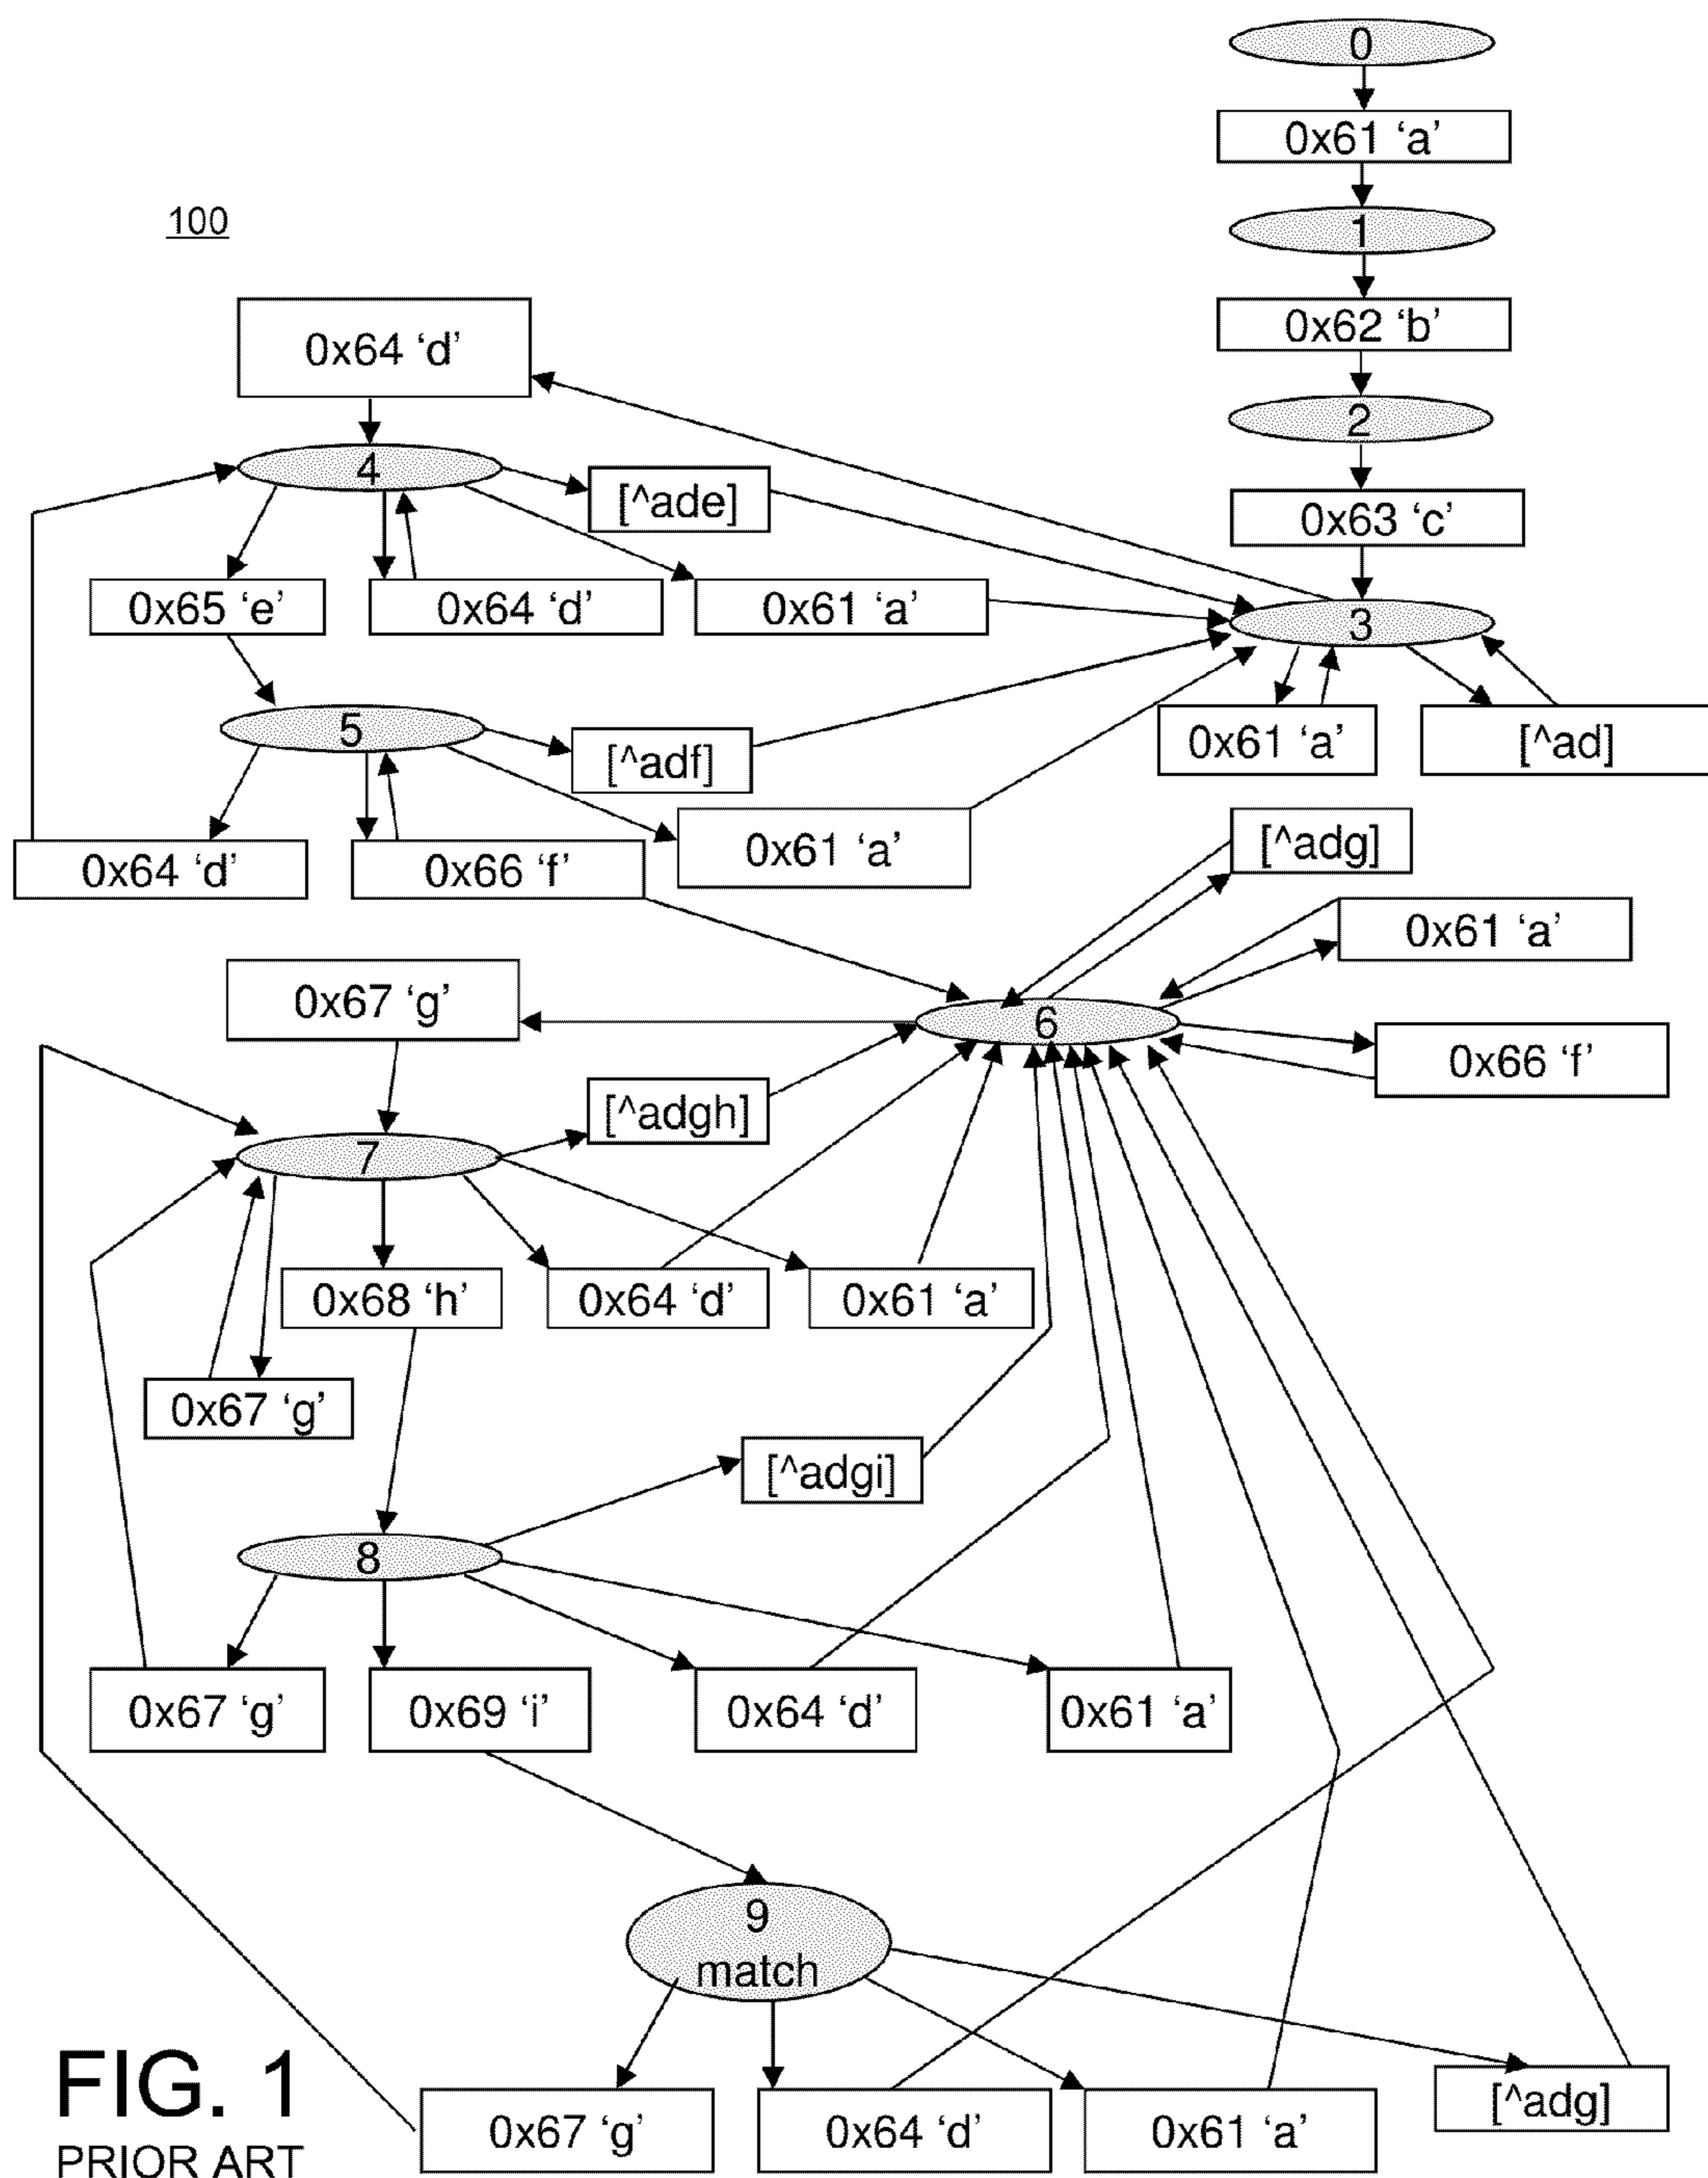 0
0x61 ‘a’
100
1
0x62 ‘b’
0x64 ‘d’
2
4
[^ade]
0x63 ‘c’
0x65 ‘e’
0x64 ‘d’
0x61 ‘a’
3
5
[^adf]
0x61 ‘a’
[^ad]
0x64 ‘d’
0x66 ‘f’
0x61 ‘a’
[^adg]
0x61 ‘a’
0x67 ‘g’
6
0x66 ‘f’
[^adgh]
7
0x68 ‘h’
0x64 ‘d’
0x61 ‘a’
0x67 ‘g’
[^adgi]
8
0x67 ‘g’
0x69 ‘i’
0x64 ‘d’
0x61 ‘a’
9
match
0x67 ‘g’
0x64 ‘d’
0x61 ‘a’
[^adg]
FIG. 1
PRIOR ART